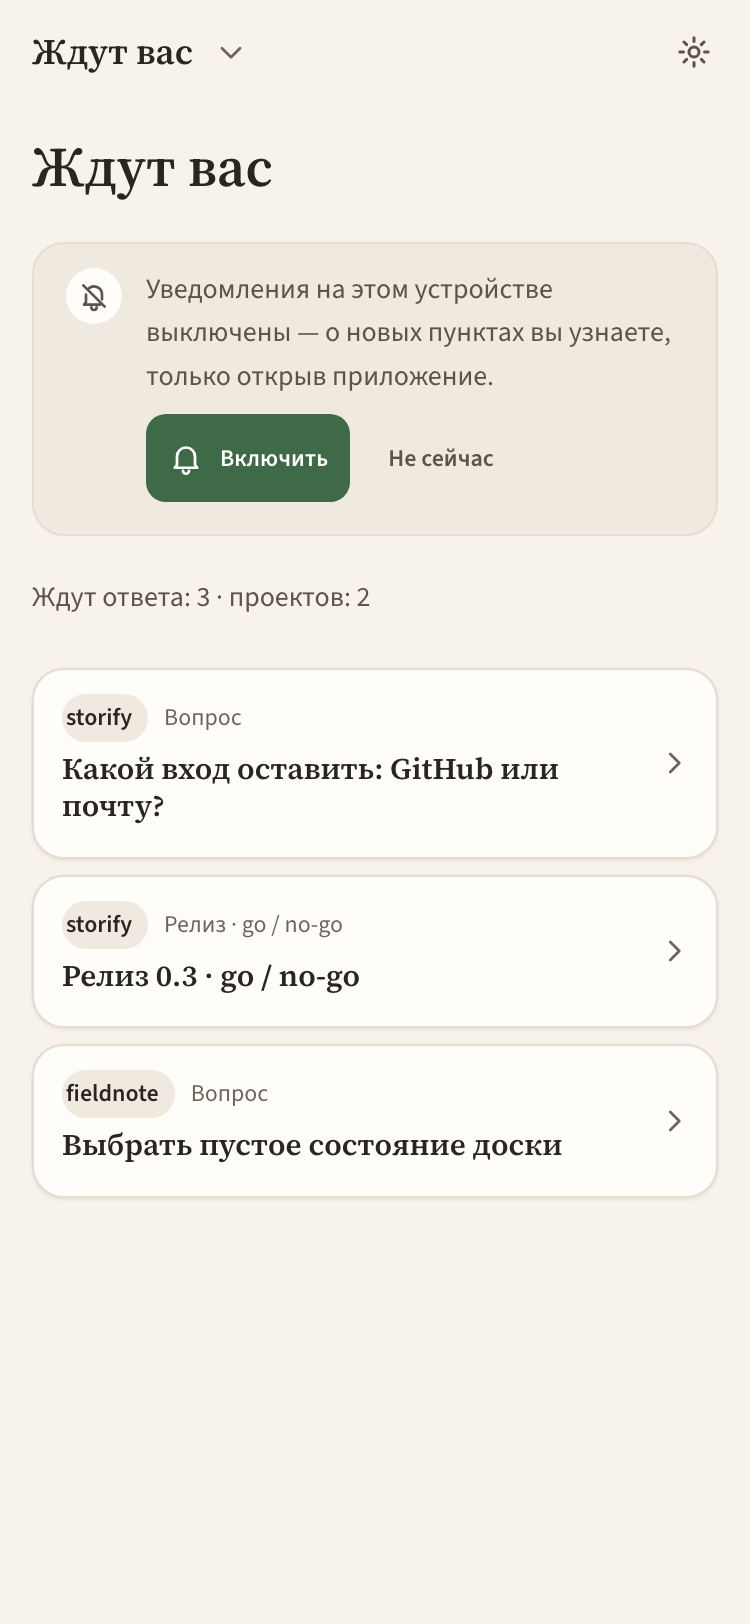 Ждут вас
Ждут вас
Уведомления на этом устройстве
выключены — о новых пунктах вы узнаете,
только открыв приложение.
Включить Не сейчас
Ждут ответа: 3 · проектов: 2
storify Вопрос
Какой вход оставить: GitHub или
почту?
storify Релиз · go / no-go
Релиз 0.3 · go / no-go
fieldnote Вопрос
Выбрать пустое состояние доски